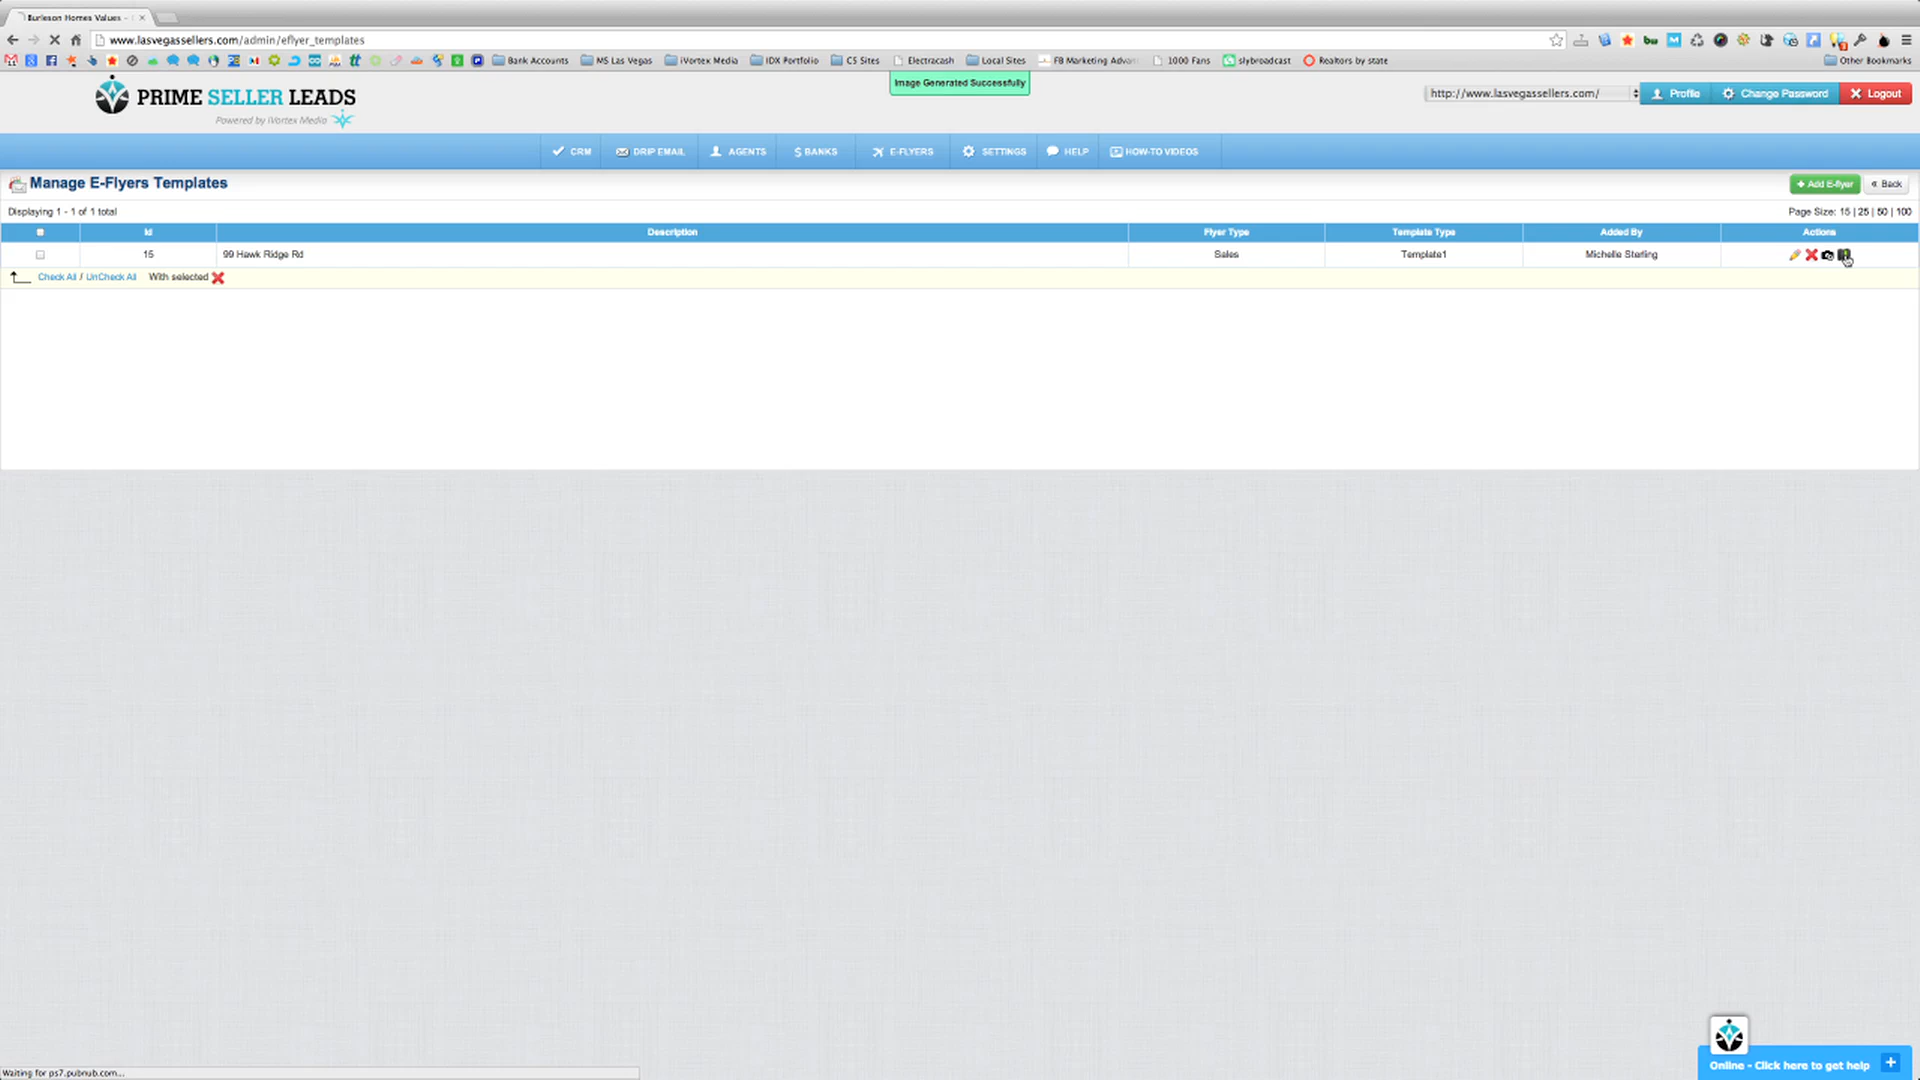 Burleson Homes Values -
www.lasvegassellers.com/admin/eflyer_templates
Bank Accounts MS Las Vegas iVortex Media IDX Portfolio CS Sites Electracash Local Sites FB Marketing Advan 1000 Fans slybroadcast Realtors by state Other Bookmarks
Image Generated Successfully
PRIME SELLER LEADS
Powered by iVortex Media
http://www.lasvegassellers.com/ Profile Change Password Logout
CRM DRIP EMAIL AGENTS $ BANKS E-FLYERS SETTINGS HELP HOW-TO VIDEOS
Manage E-Flyers Templates
+ Add E-flyer « Back
Displaying 1 - 1 of 1 total
Page Size: 15 | 25 | 50 | 100
Id Description Flyer Type Template Type Added By Actions
15 99 Hawk Ridge Rd Sales Template1 Michelle Sterling
Check All / UnCheck All With selected
Online - Click here to get help +
Waiting for ps7.pubnub.com...